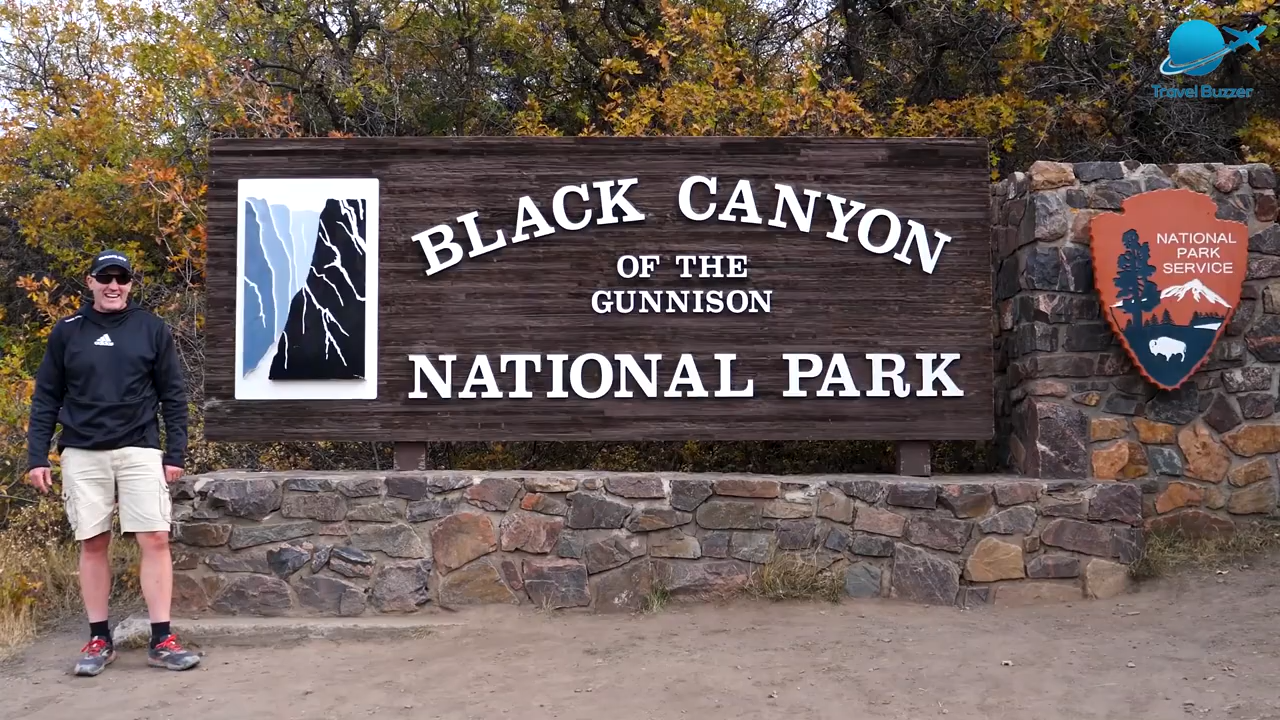 Travel Buzzer
BLACK CANYON
OF THE
GUNNISON
NATIONAL PARK
NATIONAL
PARK
SERVICE